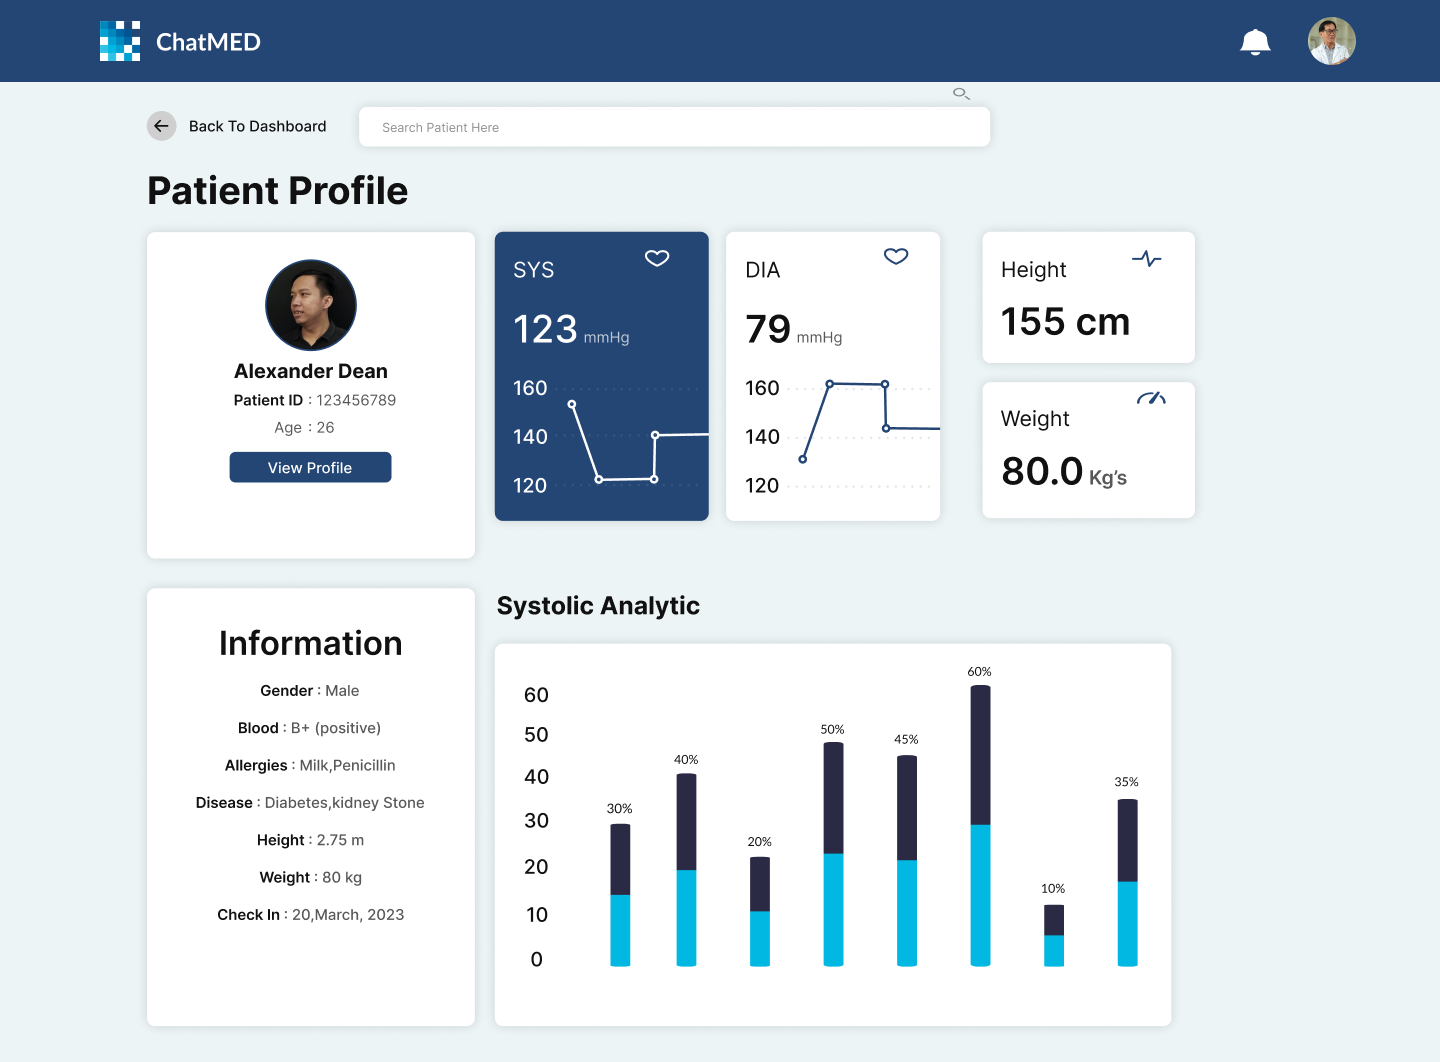 ChatMED
Back To Dashboard
Search Patient Here
Patient Profile
Alexander Dean
Patient ID : 123456789
Age : 26
View Profile
SYS
123 mmHg
160
140
120
DIA
79 mmHg
160
140
120
Height
155 cm
Weight
80.0 Kg's
Information
Gender : Male
Blood : B+ (positive)
Allergies : Milk,Penicillin
Disease : Diabetes,kidney Stone
Height : 2.75 m
Weight : 80 kg
Check In : 20,March, 2023
Systolic Analytic
60
50
40
30
20
10
0
30%
40%
20%
50%
45%
60%
10%
35%